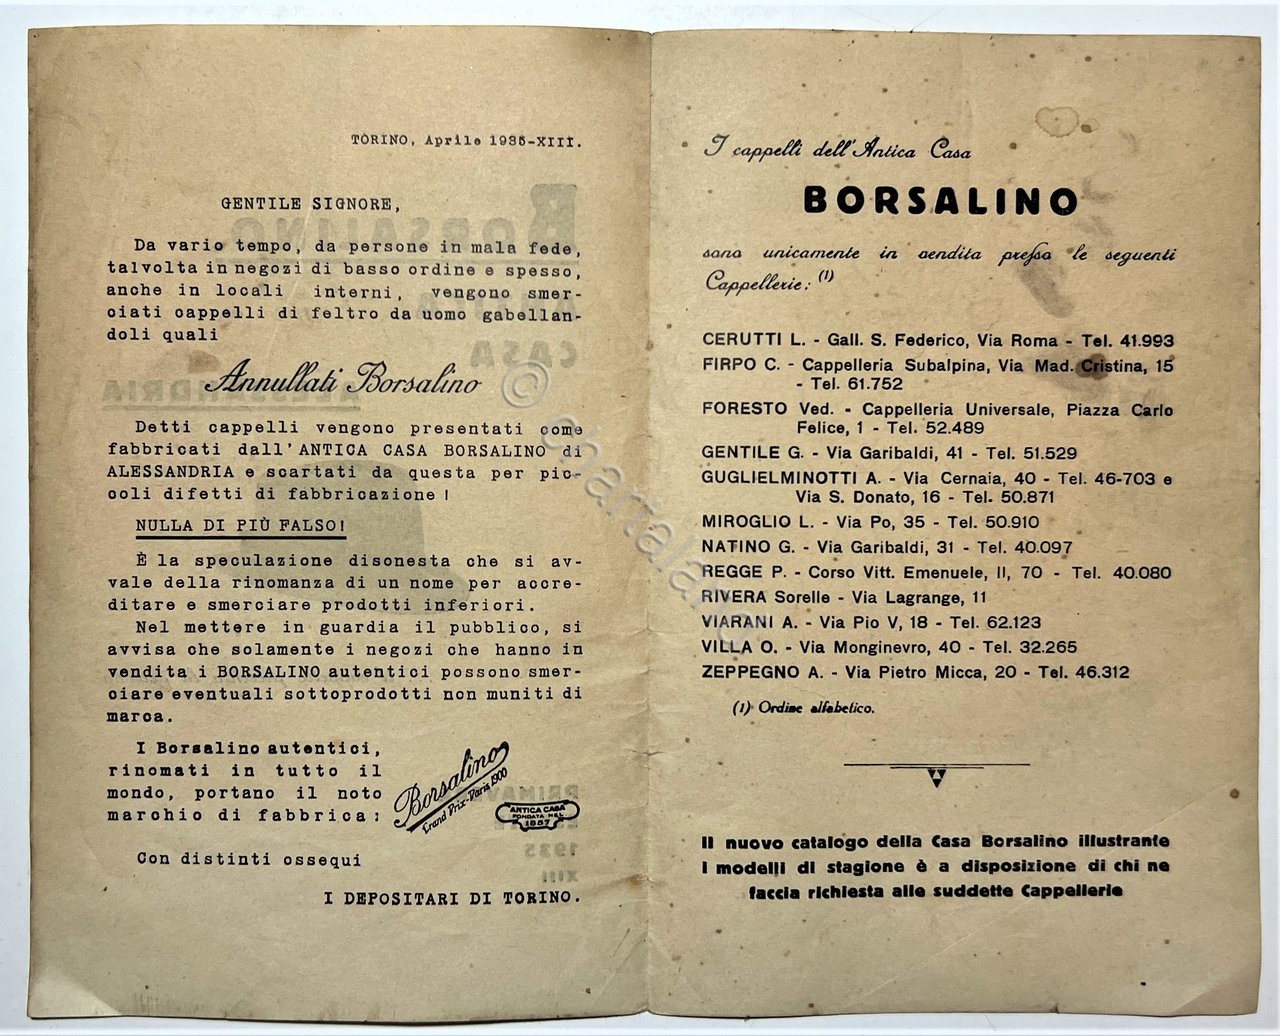 TORINO, Aprile 1935-XIII.
GENTILE SIGNORE,
Da vario tempo, da persone in mala fede,
talvolta in negozi di basso ordine e spesso,
anche in locali interni, vengono smer-
ciati cappelli di feltro da uomo gabellan-
doli quali
Annullati Borsalino
Detti cappelli vengono presentati come
fabbricati dall'ANTICA CASA BORSALINO di
ALESSANDRIA e scartati da questa per pic-
coli difetti di fabbricazione!
NULLA DI PIÙ FALSO!
È la speculazione disonesta che si av-
vale della rinomanza di un nome per accre-
ditare e smerciare prodotti inferiori.
Nel mettere in guardia il pubblico, si
avvisa che solamente i negozi che hanno in
vendita i BORSALINO autentici possono smer-
ciare eventuali sottoprodotti non muniti di
marca.
I Borsalino autentici,
rinomati in tutto il
mondo, portano il noto
marchio di fabbrica:
Borsalino
Grand Prix-Paris 1900
ANTICA CASA
FONDATA NEL
1857
Con distinti ossequi
I DEPOSITARI DI TORINO.
I cappelli dell'Antica Casa
BORSALINO
sono unicamente in vendita presso le seguenti
Cappellerie: (1)
CERUTTI L. - Gall. S. Federico, Via Roma - Tel. 41.993
FIRPO C. - Cappelleria Subalpina, Via Mad. Cristina, 15
- Tel. 61.752
FORESTO Ved. - Cappelleria Universale, Piazza Carlo
Felice, 1 - Tel. 52.489
GENTILE G. - Via Garibaldi, 41 - Tel. 51.529
GUGLIELMINOTTI A. - Via Cernaia, 40 - Tel. 46-703 e
Via S. Donato, 16 - Tel. 50.871
MIROGLIO L. - Via Po, 35 - Tel. 50.910
NATINO G. - Via Garibaldi, 31 - Tel. 40.097
REGGE P. - Corso Vitt. Emenuele, II, 70 - Tel. 40.080
RIVERA Sorelle - Via Lagrange, 11
VIARANI A. - Via Pio V, 18 - Tel. 62.123
VILLA O. - Via Monginevro, 40 - Tel. 32.265
ZEPPEGNO A. - Via Pietro Micca, 20 - Tel. 46.312
(1) Ordine alfabetico.
Il nuovo catalogo della Casa Borsalino illustrante
i modelli di stagione è a disposizione di chi ne
faccia richiesta alle suddette Cappellerie